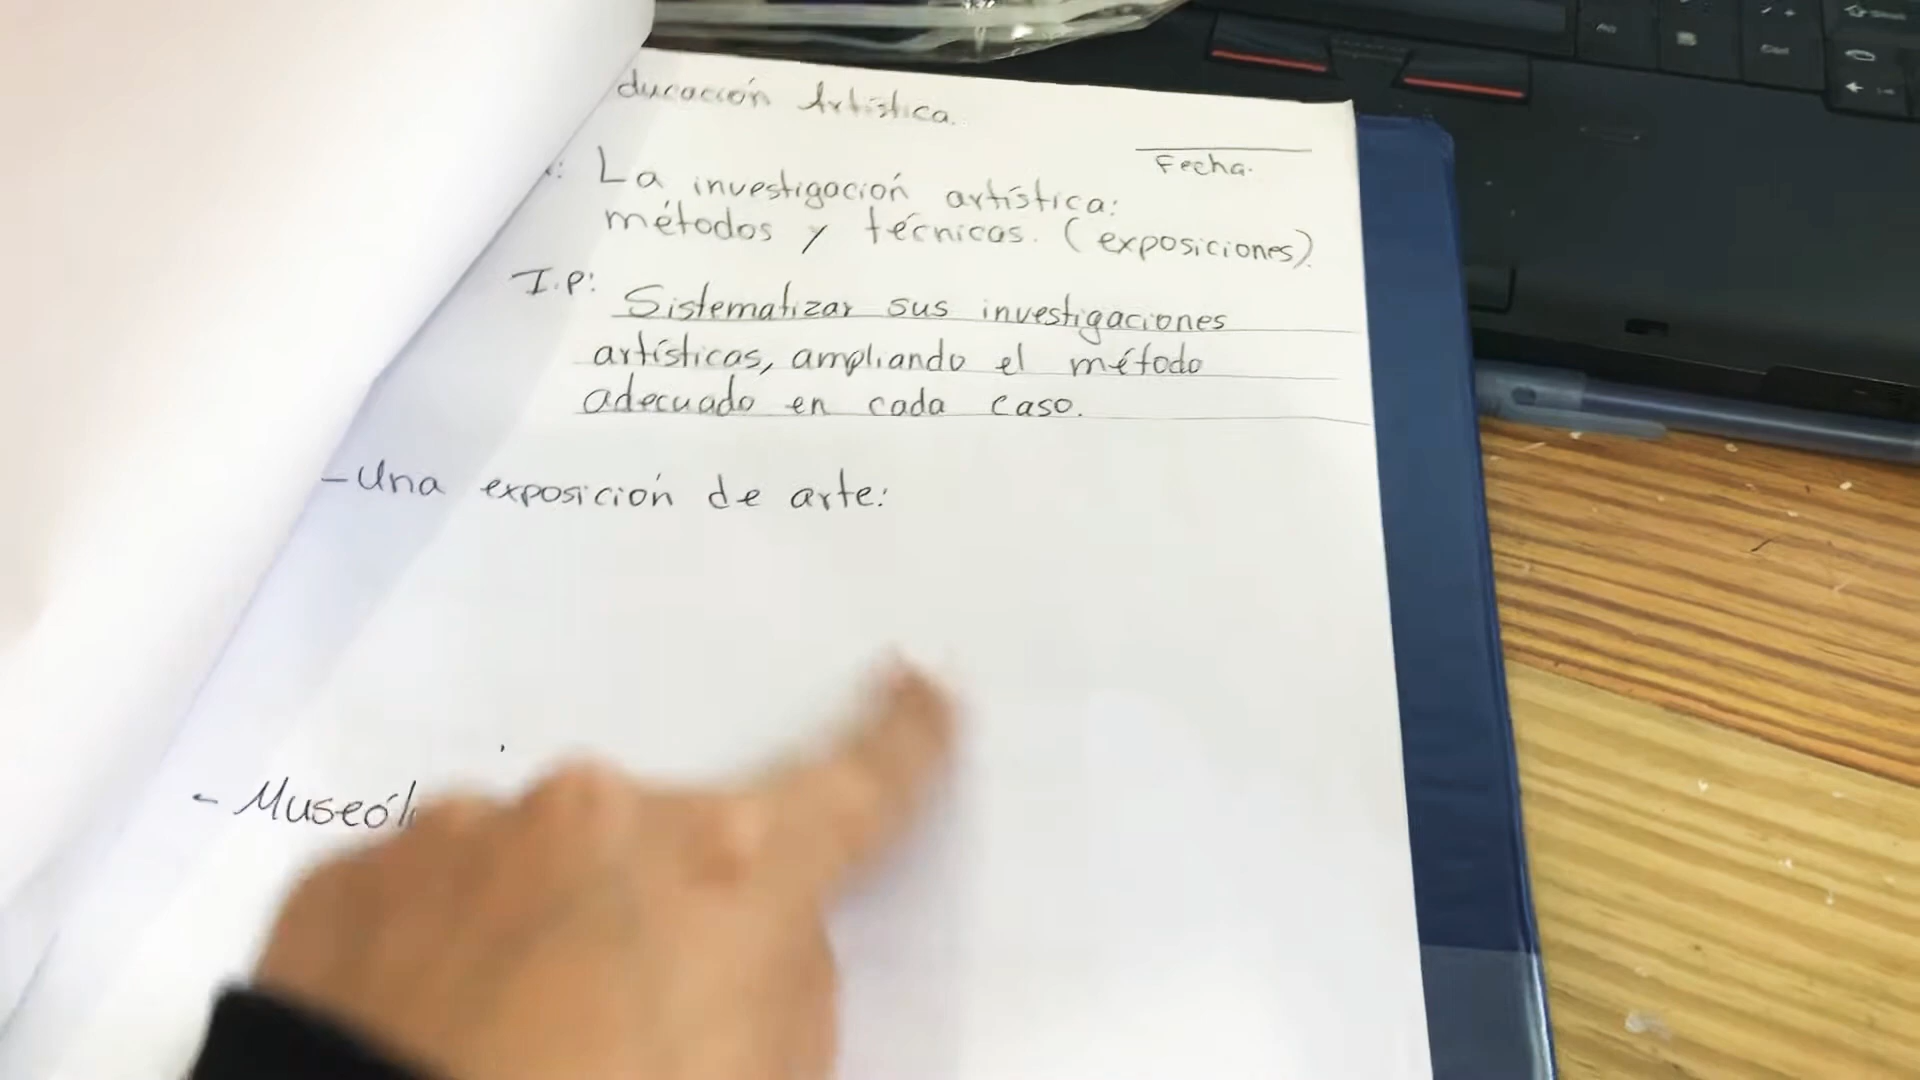 ducación Artística.
Fecha.
: La investigación artística:
métodos y técnicas. (exposiciones).
I.P: Sistematizar sus investigaciones
artísticas, ampliando el método
adecuado en cada caso.
- Una exposición de arte:
- Museól